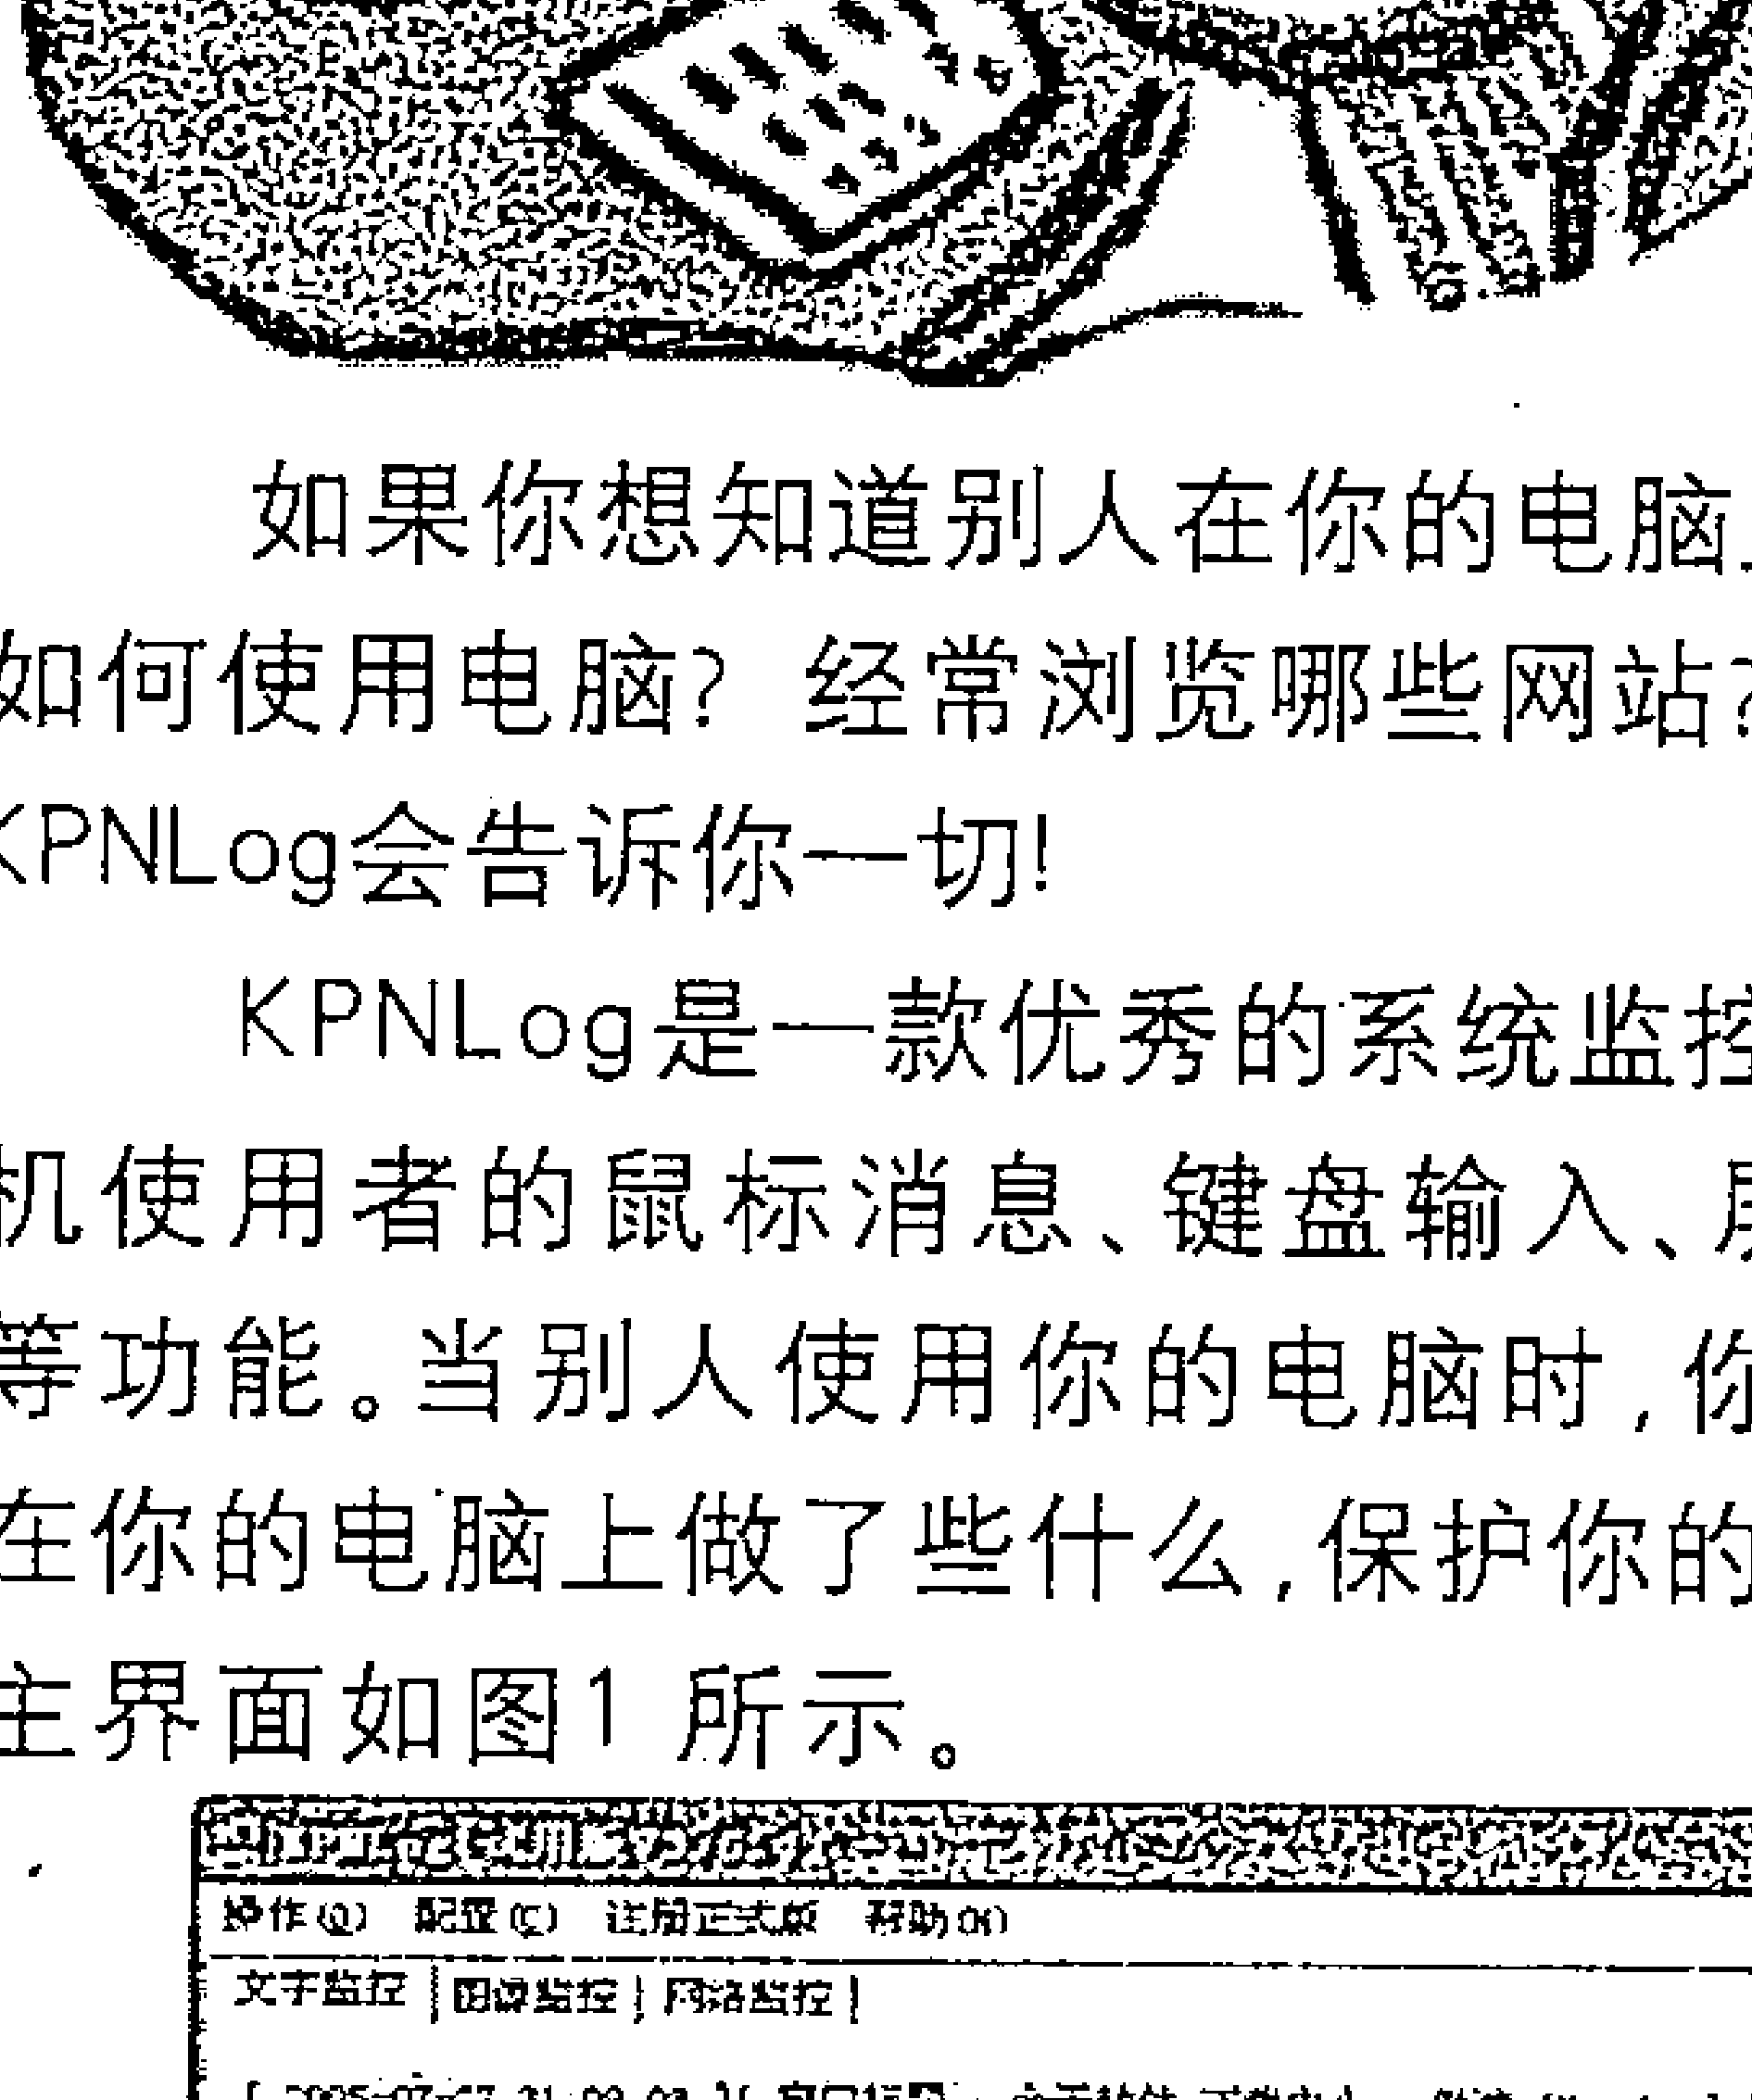 如果你想知道别人在你的电脑
如何使用电脑? 经常浏览哪些网站?
KPNLog会告诉你一切!
KPNLog是一款优秀的系统监控
机使用者的鼠标消息、键盘输入、
等功能。当别人使用你的电脑时,你
在你的电脑上做了些什么,保护你的
主界面如图1 所示。
操作(O) 配置(C) 注册正式版 帮助(H)
文字监控 图像监控 网络监控